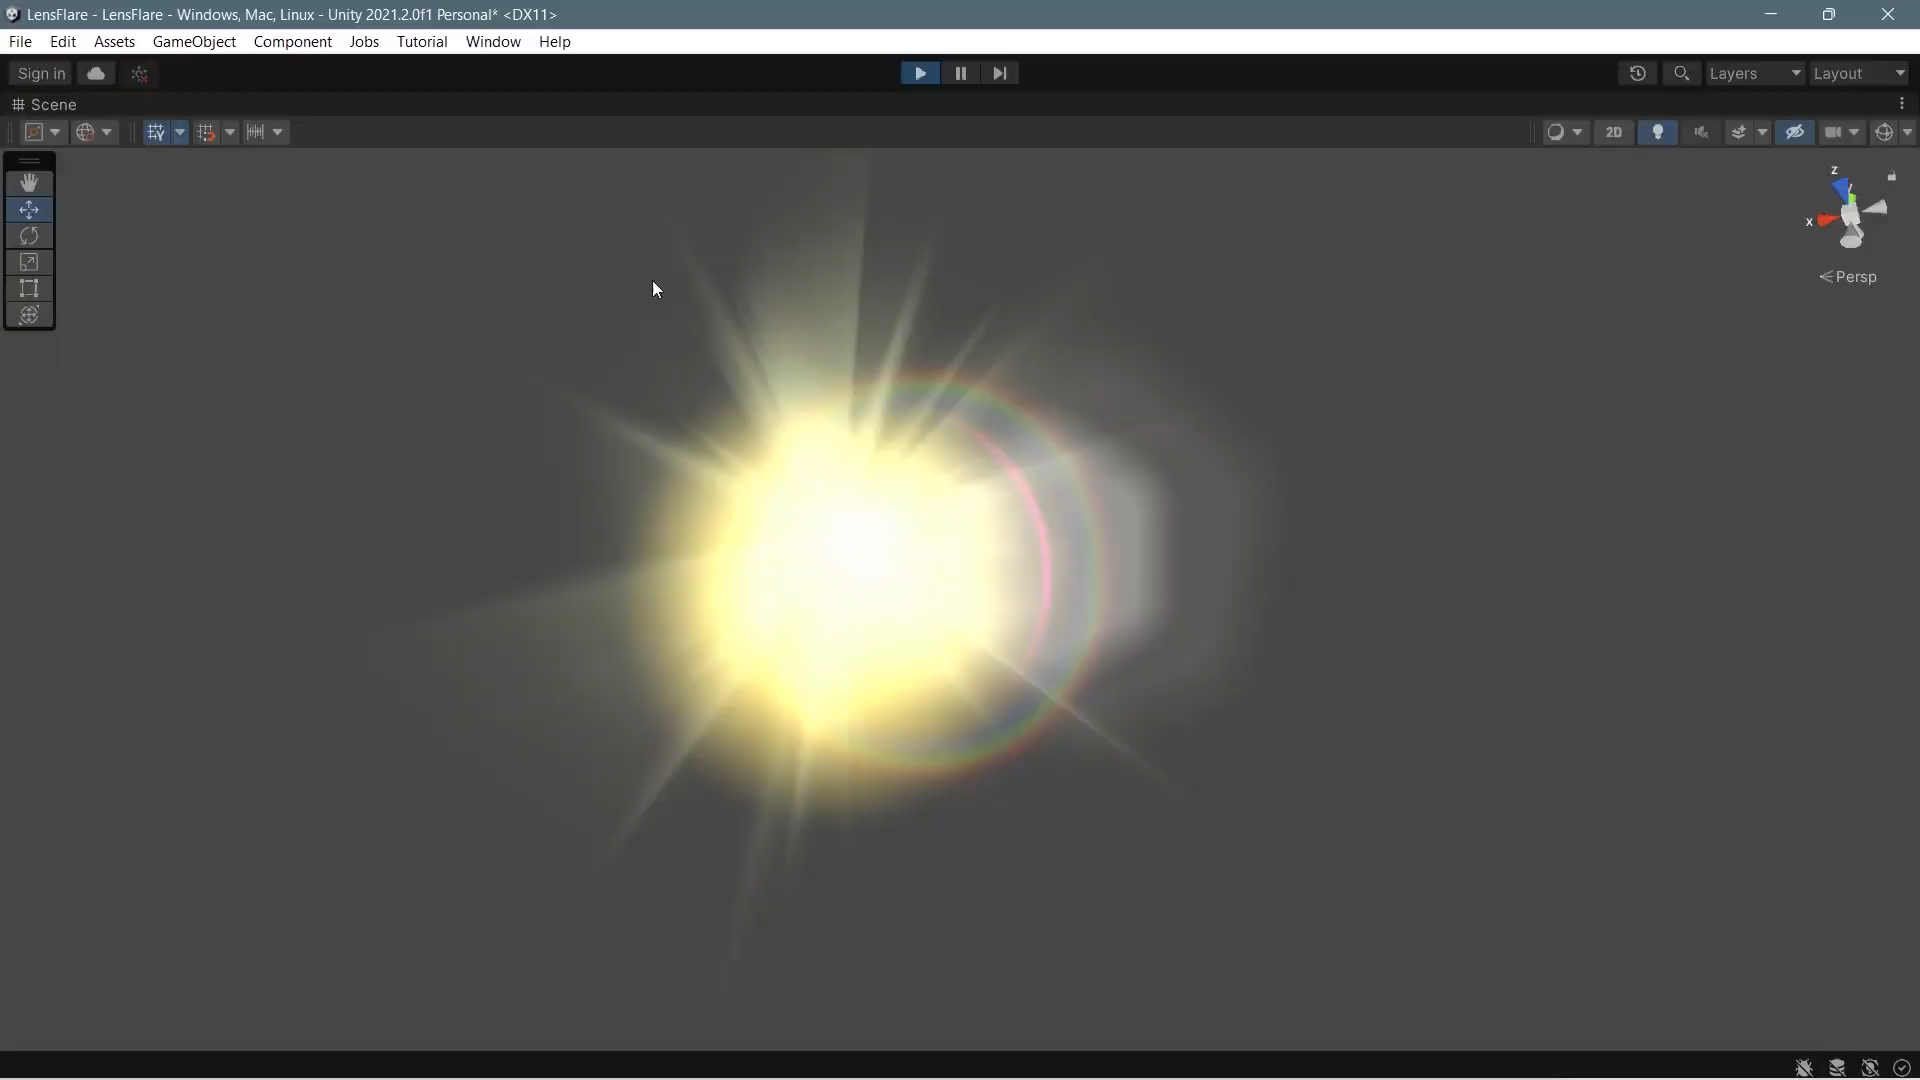 LensFlare - LensFlare - Windows, Mac, Linux - Unity 2021.2.0f1 Personal* <DX11>
File Edit Assets GameObject Component Jobs Tutorial Window Help
Sign in Layers Layout
Scene
2D
z
y
x
Persp